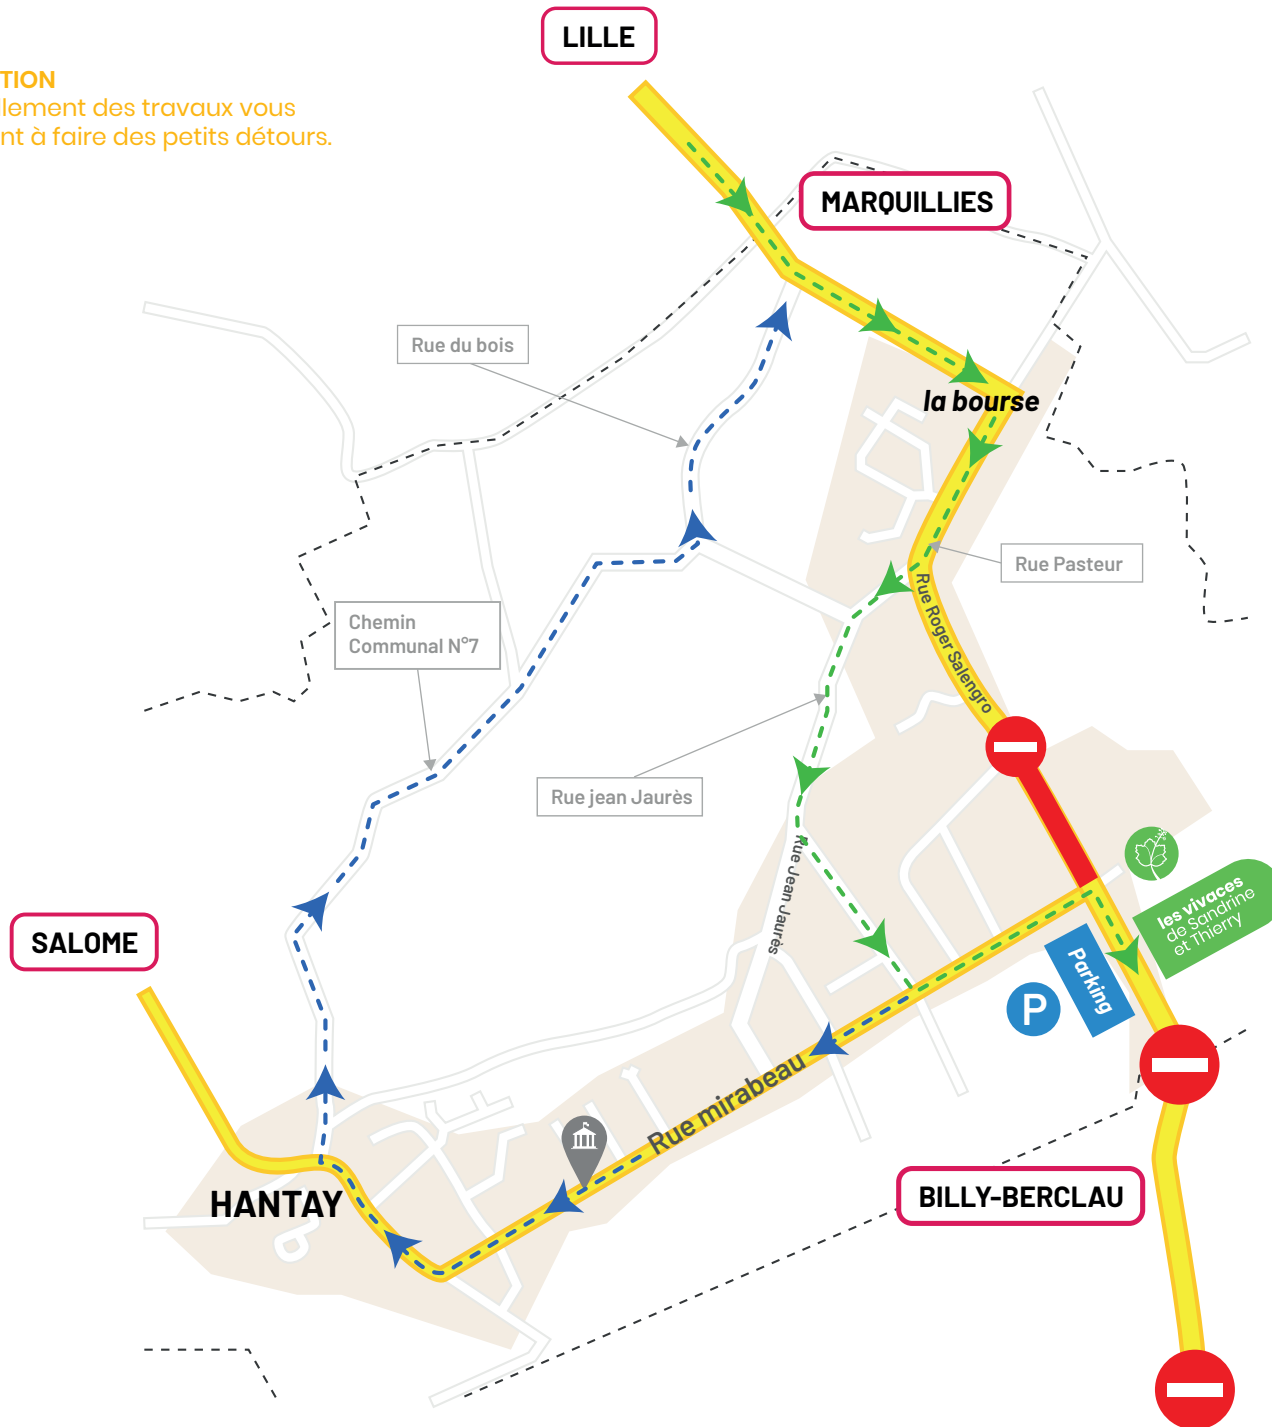 LILLE
TION
llement des travaux vous
nt à faire des petits détours.
MARQUILLIES
Rue du bois
la bourse
Rue Pasteur
Rue Roger Salengro
Chemin
Communal N°7
Rue jean Jaurès
Rue Jean Jaurès
les vivaces
de Sandrine
et Thierry
SALOME
Parking
P
Rue mirabeau
HANTAY
BILLY-BERCLAU